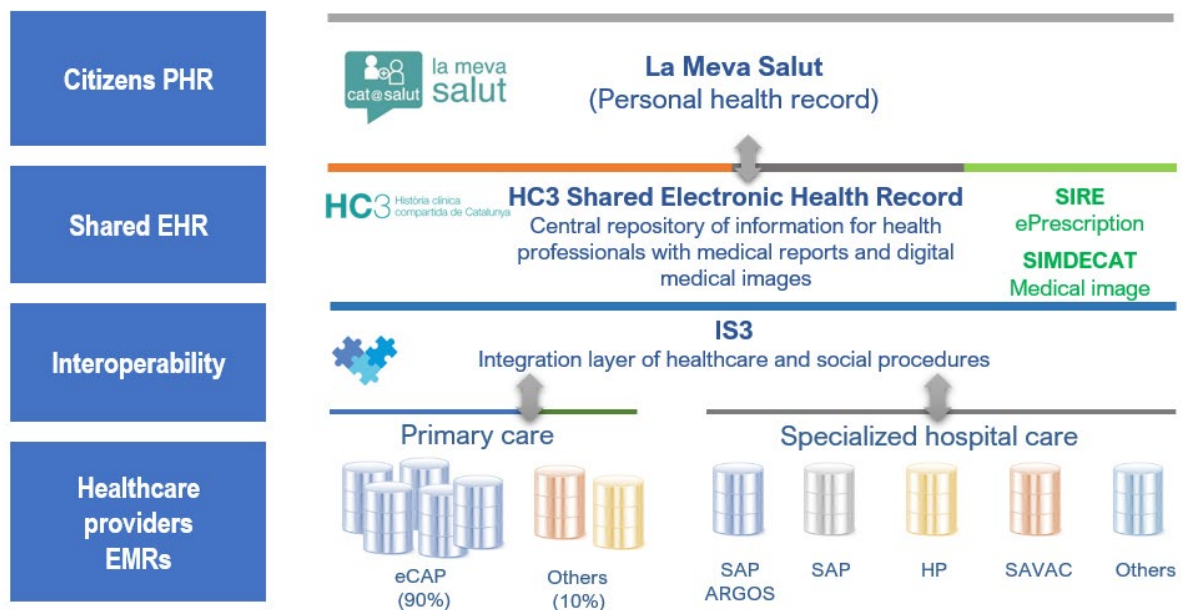 Citizens PHR
cat@salut
la meva
salut
La Meva Salut
(Personal health record)
Shared EHR
HC3 Història clínica
compartida de Catalunya
HC3 Shared Electronic Health Record
Central repository of information for health
professionals with medical reports and digital
medical images
SIRE
ePrescription
SIMDECAT
Medical image
Interoperability
IS3
Integration layer of healthcare and social procedures
Healthcare
providers
EMRs
Primary care
eCAP
(90%)
Others
(10%)
Specialized hospital care
SAP
ARGOS
SAP
HP
SAVAC
Others